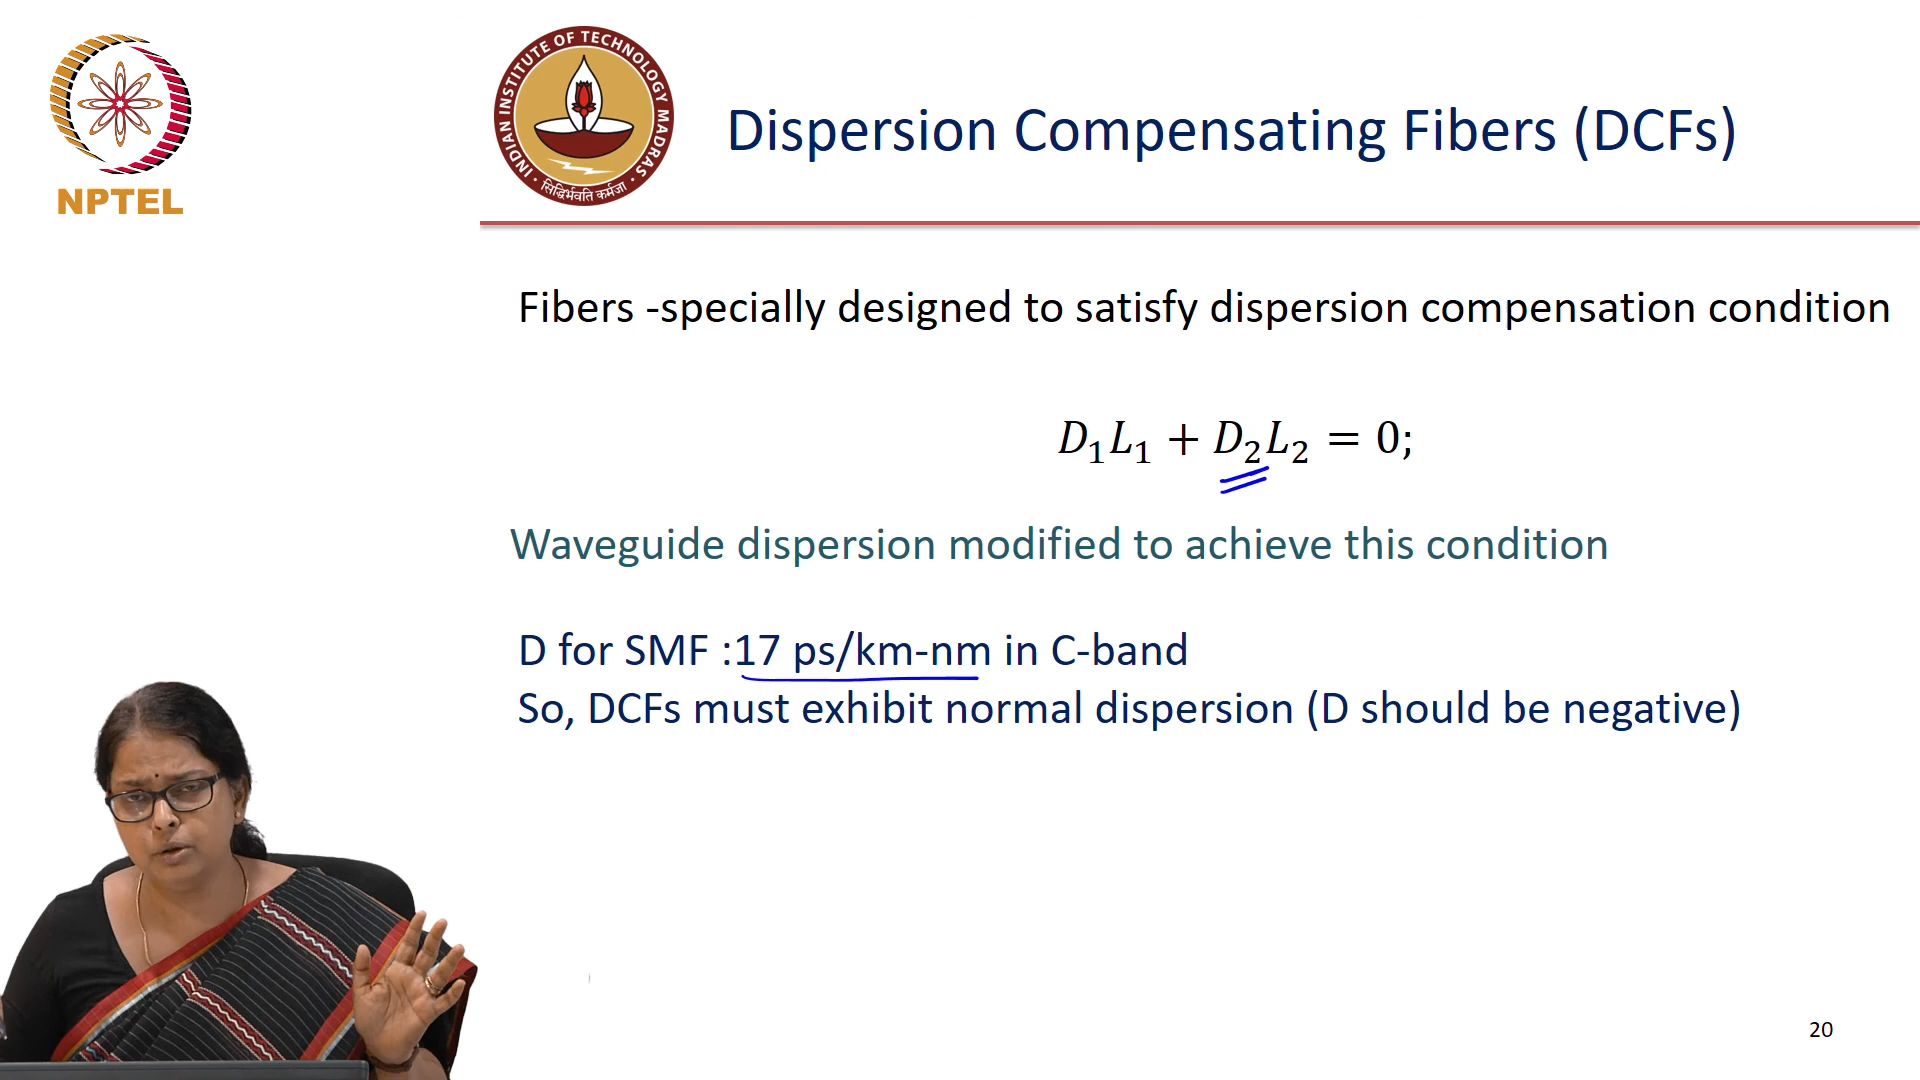 NPTEL
INDIAN INSTITUTE OF TECHNOLOGY MADRAS
सिद्धिर्भवति कर्मजा
Dispersion Compensating Fibers (DCFs)
Fibers -specially designed to satisfy dispersion compensation condition
D₁L₁ + D₂L₂ = 0;
Waveguide dispersion modified to achieve this condition
D for SMF :17 ps/km-nm in C-band
So, DCFs must exhibit normal dispersion (D should be negative)
20